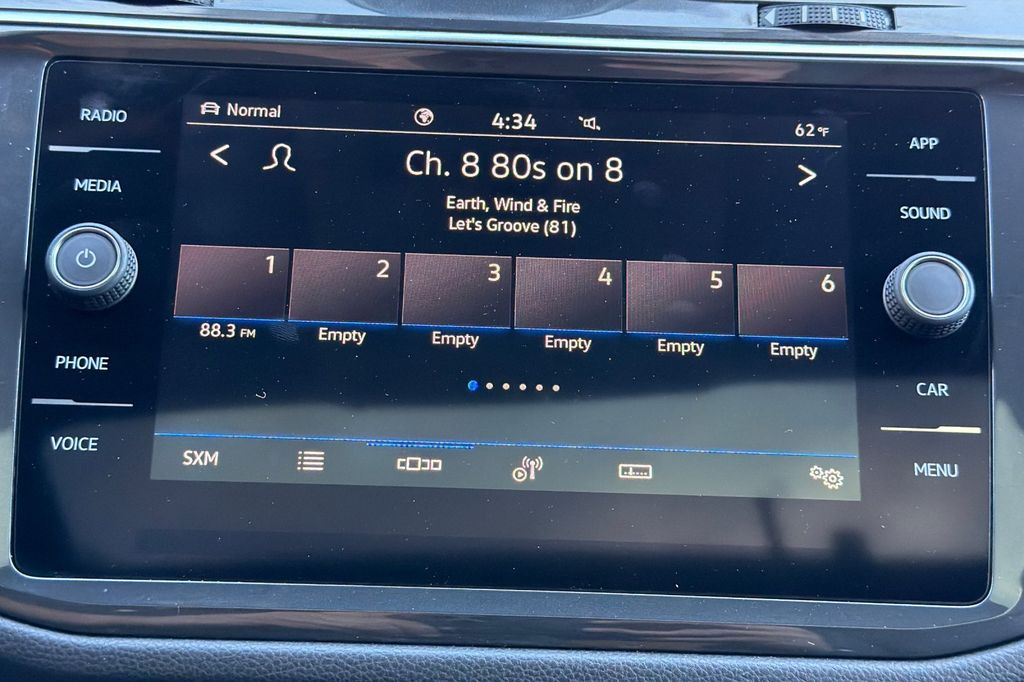 RADIO
MEDIA
PHONE
VOICE
Normal
4:34
62°F
< Ch. 8 80s on 8 >
Earth, Wind & Fire
Let's Groove (81)
1 2 3 4 5 6
88.3 FM Empty Empty Empty Empty Empty
SXM
APP
SOUND
CAR
MENU